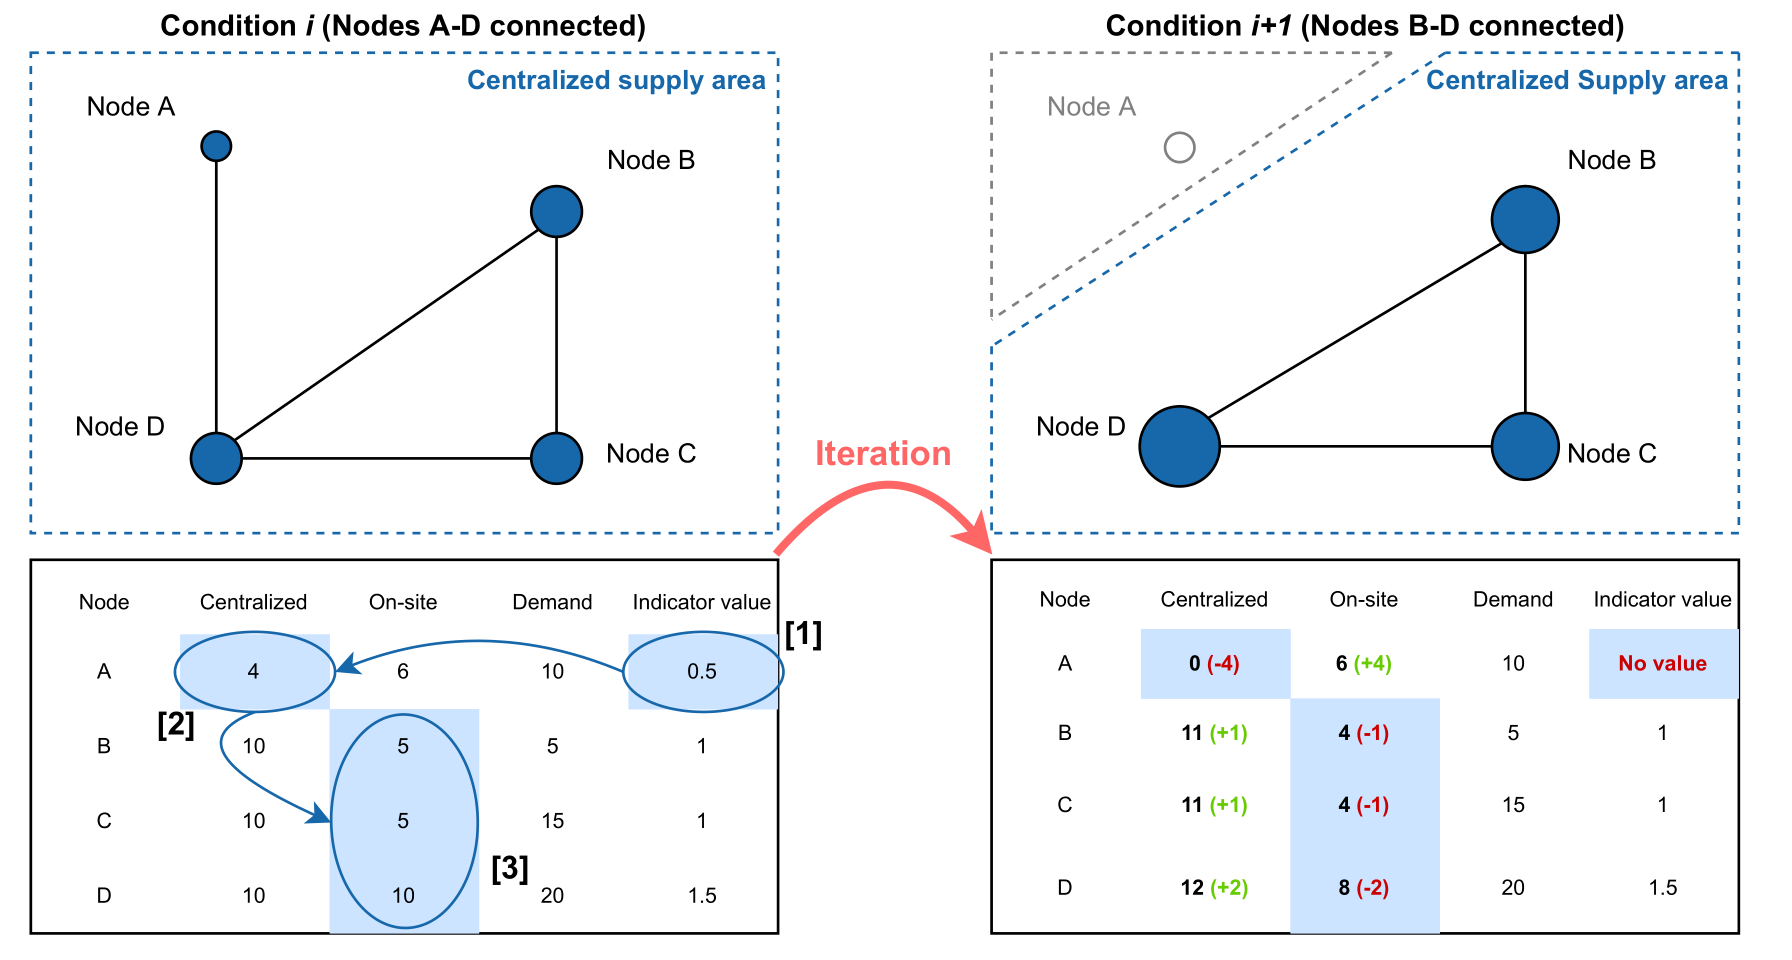 Condition i (Nodes A-D connected)
Centralized supply area
Node A
Node B
Node D
Node C
Condition i+1 (Nodes B-D connected)
Centralized Supply area
Node A
Node B
Node D
Node C
Iteration
Node Centralized On-site Demand Indicator value
A 4 6 10 0.5
B 10 5 5 1
C 10 5 15 1
D 10 10 20 1.5
[1]
[2]
[3]
Node Centralized On-site Demand Indicator value
A 0 (-4) 6 (+4) 10 No value
B 11 (+1) 4 (-1) 5 1
C 11 (+1) 4 (-1) 15 1
D 12 (+2) 8 (-2) 20 1.5